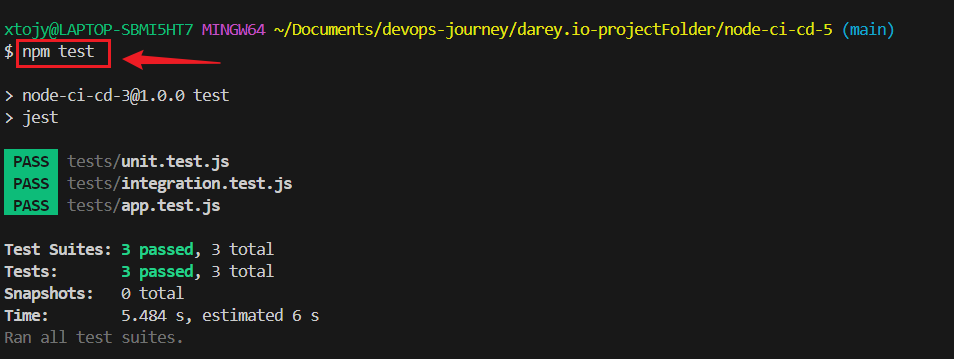 xtojy@LAPTOP-SBMI5HT7 MINGW64 ~/Documents/devops-journey/darey.io-projectFolder/node-ci-cd-5 (main)
$ npm test
> node-ci-cd-3@1.0.0 test
> jest
PASS tests/unit.test.js
PASS tests/integration.test.js
PASS tests/app.test.js
Test Suites: 3 passed, 3 total
Tests: 3 passed, 3 total
Snapshots: 0 total
Time: 5.484 s, estimated 6 s
Ran all test suites.